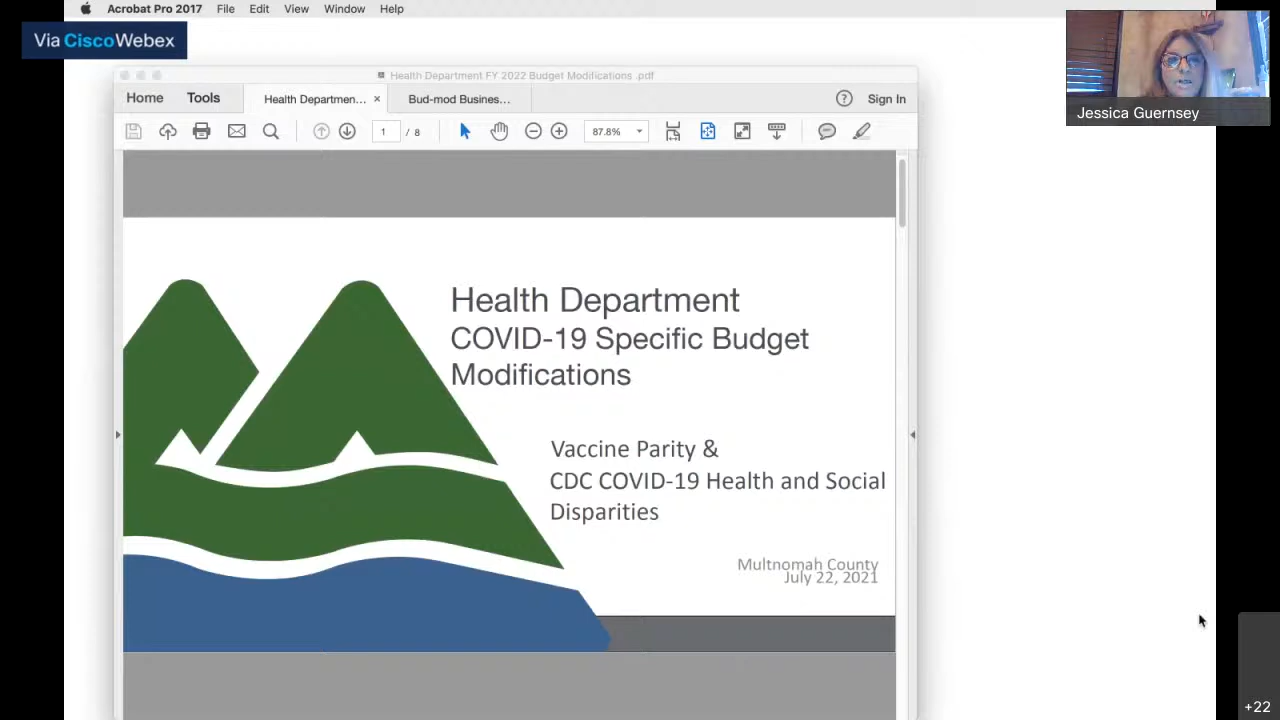 Acrobat Pro 2017 File Edit View Window Help
Via CiscoWebex
Jessica Guernsey
Health Department FY 2022 Budget Modifications .pdf
Home Tools Health Departmen... × Bud-mod Busines... ? Sign In
1 / 8 87.8%
Health Department
COVID-19 Specific Budget
Modifications
Vaccine Parity &
CDC COVID-19 Health and Social
Disparities
Multnomah County
July 22, 2021
+22